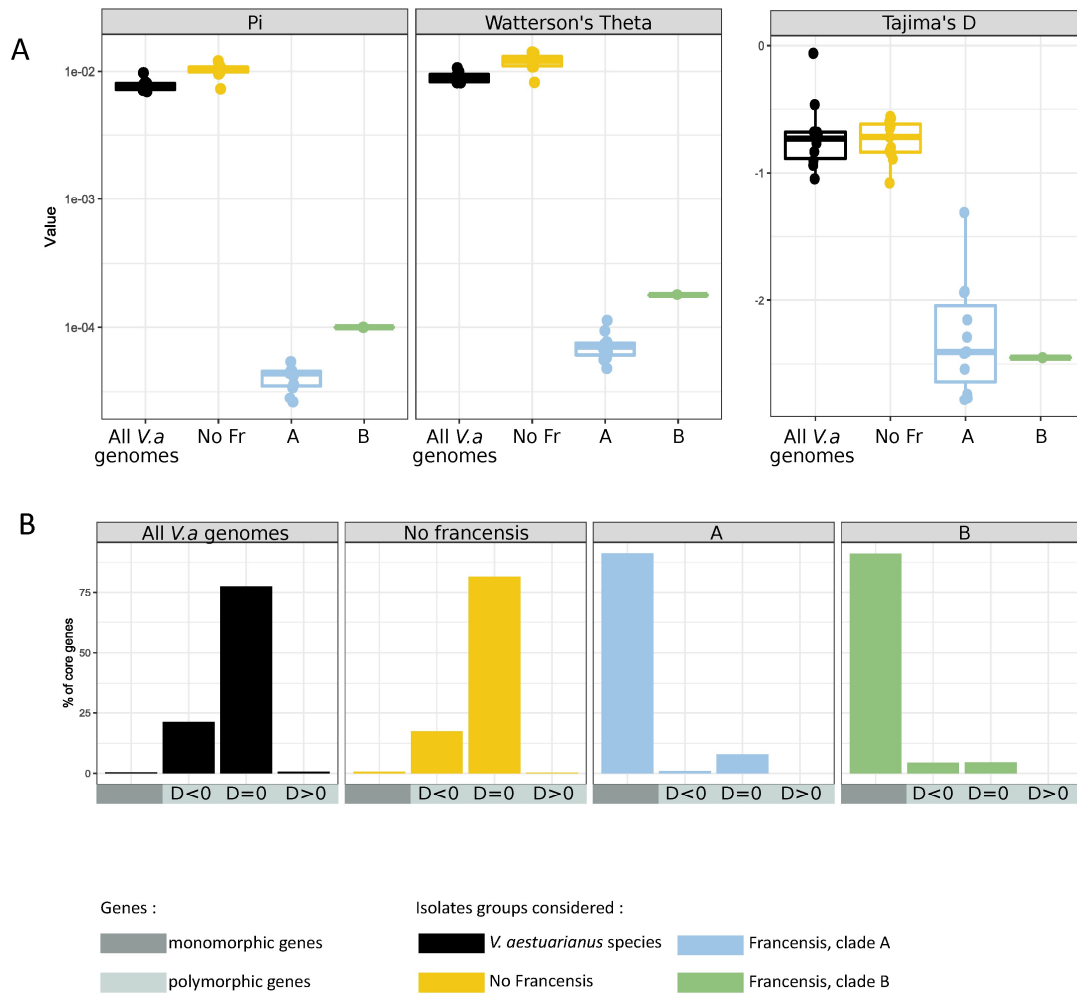 A
Pi
Watterson's Theta
Tajima's D
Value
1e-02
1e-03
1e-04
0
-1
-2
All V.a genomes
No Fr
A
B
All V.a genomes
No Fr
A
B
All V.a genomes
No Fr
A
B
B
All V.a genomes
No francensis
A
B
% of core genes
75
50
25
0
D<0 D=0 D>0
D<0 D=0 D>0
D<0 D=0 D>0
D<0 D=0 D>0
Genes :
monomorphic genes
polymorphic genes
Isolates groups considered :
V. aestuarianus species
No Francensis
Francensis, clade A
Francensis, clade B